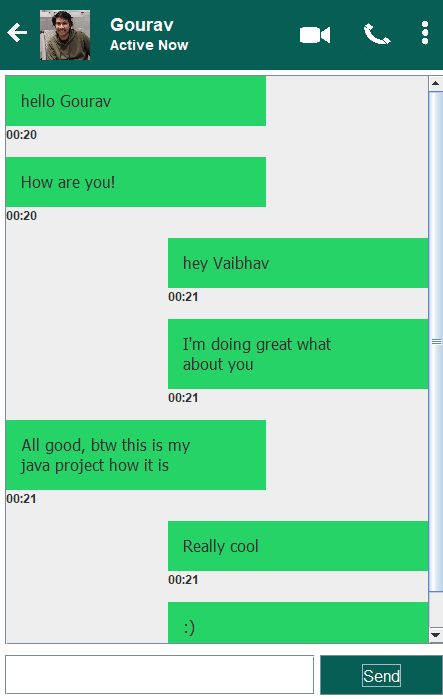 Gourav
Active Now
hello Gourav
00:20
How are you!
00:20
hey Vaibhav
00:21
I'm doing great what
about you
00:21
All good, btw this is my
java project how it is
00:21
Really cool
00:21
:)
Send